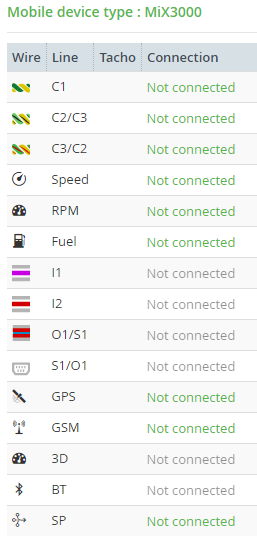 Mobile device type : MiX3000
Wire Line Tacho Connection
C1 Not connected
C2/C3 Not connected
C3/C2 Not connected
Speed Not connected
RPM Not connected
Fuel Not connected
I1 Not connected
I2 Not connected
O1/S1 Not connected
S1/O1 Not connected
GPS Not connected
GSM Not connected
3D Not connected
BT Not connected
SP Not connected